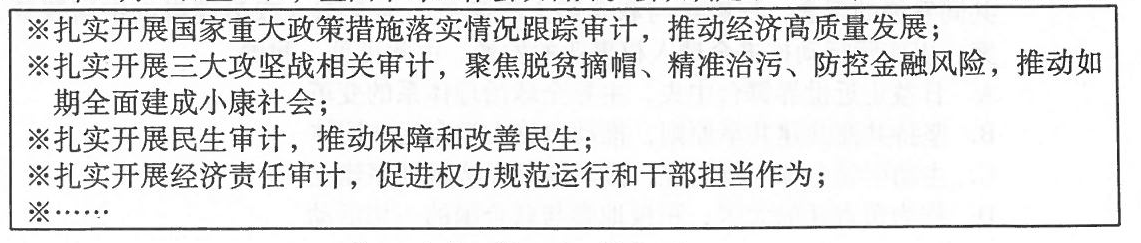 ※扎实开展国家重大政策措施落实情况跟踪审计，推动经济高质量发展；
※扎实开展三大攻坚战相关审计，聚焦脱贫摘帽、精准治污、防控金融风险，推动如
期全面建成小康社会；
※扎实开展民生审计，推动保障和改善民生；
※扎实开展经济责任审计，促进权力规范运行和干部担当作为；
※……